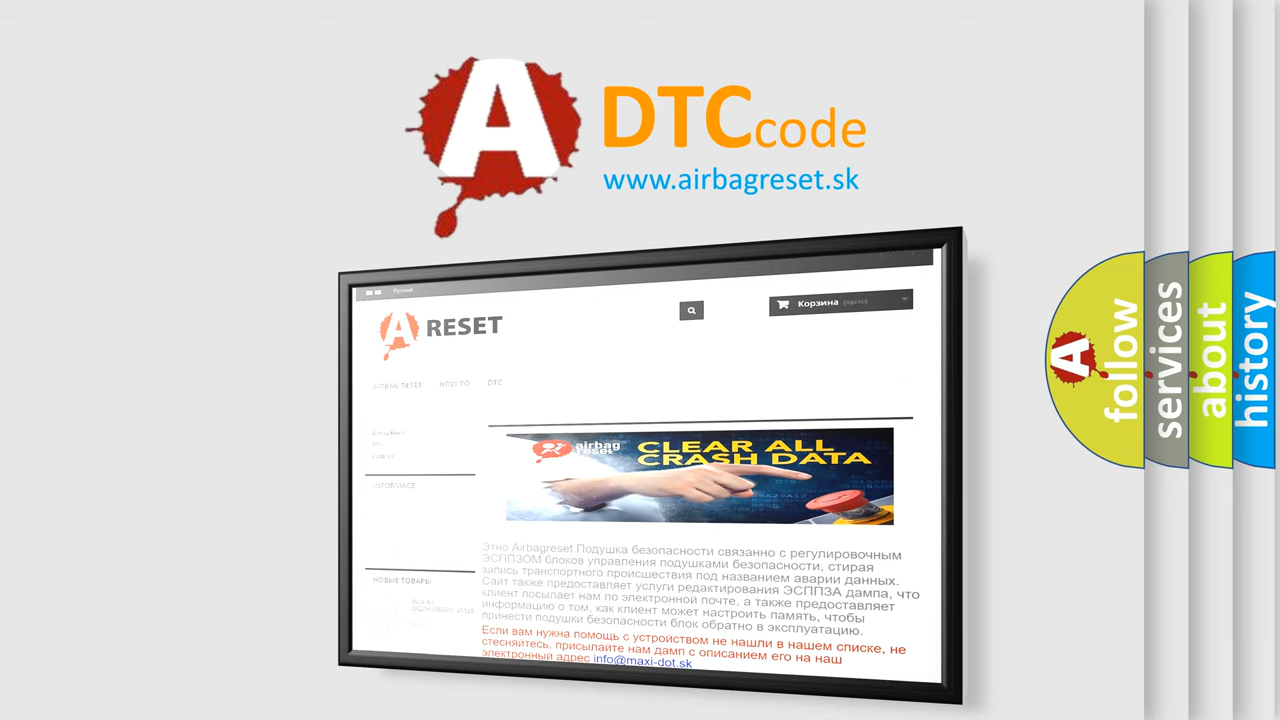 A DTCcode
www.airbagreset.sk
Русский
A RESET
Корзина (пусто)
AIRBAG RESET HOW TO DTC
INFORMACE
airbag
reset
CLEAR ALL
CRASH DATA
Этно Airbagreset Подушка безопасности связанно с регулировочным
ЭСППЗОМ блоков управления подушками безопасности, стирая
запись транспортного происшествия под названием аварии данных.
Сайт также предоставляет услуги редактирования ЭСППЗА дампа, что
клиент посылает нам по электронной почте, а также предоставляет
информацию о том, как клиент может настроить память, чтобы
принести подушки безопасности блок обратно в эксплуатацию.
Если вам нужна помощь с устройством не нашли в нашем списке, не
стесняйтесь, присылайте нам дамп с описанием его на наш
электронный адрес info@maxi-dot.sk
НОВЫЕ ТОВАРЫ
A follow
services
about
history